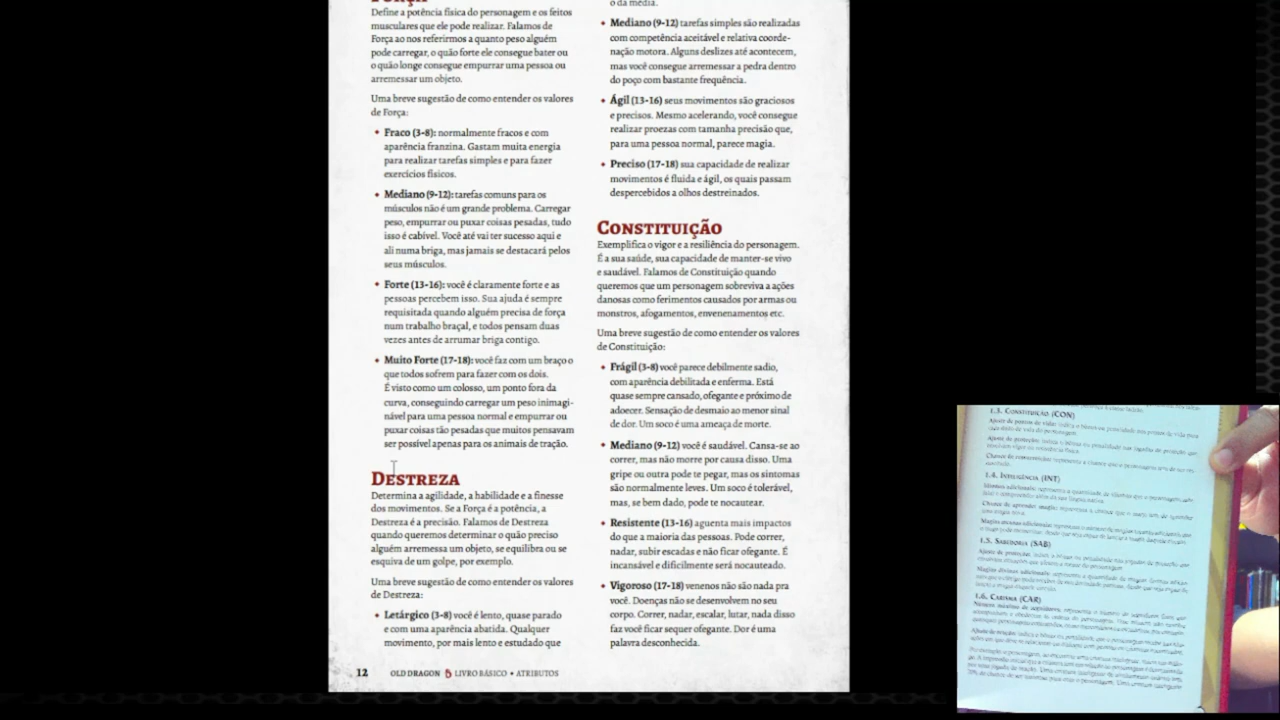 Força
Define a potência física do personagem e os feitos
musculares que ele pode realizar. Falamos de
Força ao nos referirmos a quanto peso alguém
pode carregar, o quão forte ele consegue bater ou
o quão longe consegue empurrar uma pessoa ou
arremessar um objeto.
Uma breve sugestão de como entender os valores
de Força:
• Fraco (3-8): normalmente fracos e com
aparência franzina. Gastam muita energia
para realizar tarefas simples e para fazer
exercícios físicos.
• Mediano (9-12): tarefas comuns para os
músculos não é um grande problema. Carregar
peso, empurrar ou puxar coisas pesadas, tudo
isso é cabível. Você até vai ter sucesso aqui e
ali numa briga, mas jamais se destacará pelos
seus músculos.
• Forte (13-16): você é claramente forte e as
pessoas percebem isso. Sua ajuda é sempre
requisitada quando alguém precisa de força
num trabalho braçal, e todos pensam duas
vezes antes de arrumar briga contigo.
• Muito Forte (17-18): você faz com um braço o
que todos sofrem para fazer com os dois.
É visto como um colosso, um ponto fora da
curva, conseguindo carregar um peso inimagi-
nável para uma pessoa normal e empurrar ou
puxar coisas tão pesadas que muitos pensavam
ser possível apenas para os animais de tração.
Destreza
Determina a agilidade, a habilidade e a finesse
dos movimentos. Se a Força é a potência, a
Destreza é a precisão. Falamos de Destreza
quando queremos determinar o quão preciso
alguém arremessa um objeto, se equilibra ou se
esquiva de um golpe, por exemplo.
Uma breve sugestão de como entender os valores
de Destreza:
• Letárgico (3-8) você é lento, quase parado
e com uma aparência abatida. Qualquer
movimento, por mais lento e estudado que
o da média.
• Mediano (9-12) tarefas simples são realizadas
com competência aceitável e relativa coorde-
nação motora. Alguns deslizes até acontecem,
mas você consegue arremessar a pedra dentro
do poço com bastante frequência.
• Ágil (13-16) seus movimentos são graciosos
e precisos. Mesmo acelerando, você consegue
realizar proezas com tamanha precisão que,
para uma pessoa normal, parece magia.
• Preciso (17-18) sua capacidade de realizar
movimentos é fluida e ágil, os quais passam
despercebidos a olhos destreinados.
Constituição
Exemplifica o vigor e a resiliência do personagem.
É a sua saúde, sua capacidade de manter-se vivo
e saudável. Falamos de Constituição quando
queremos que um personagem sobreviva a ações
danosas como ferimentos causados por armas ou
monstros, afogamentos, envenenamentos etc.
Uma breve sugestão de como entender os valores
de Constituição:
• Frágil (3-8) você parece debilmente sadio,
com aparência debilitada e enferma. Está
quase sempre cansado, ofegante e próximo de
adoecer. Sensação de desmaio ao menor sinal
de dor. Um soco é uma ameaça de morte.
• Mediano (9-12) você é saudável. Cansa-se ao
correr, mas não morre por causa disso. Uma
gripe ou outra pode te pegar, mas os sintomas
são normalmente leves. Um soco é tolerável,
mas, se bem dado, pode te nocautear.
• Resistente (13-16) aguenta mais impactos
do que a maioria das pessoas. Pode correr,
nadar, subir escadas e não ficar ofegante. É
incansável e dificilmente será nocauteado.
• Vigoroso (17-18) venenos não são nada pra
você. Doenças não se desenvolvem no seu
corpo. Correr, nadar, escalar, lutar, nada disso
faz você ficar sequer ofegante. Dor é uma
palavra desconhecida.
12 OLD DRAGON LIVRO BÁSICO • ATRIBUTOS
1.3. Constituição (CON)
1.4. Inteligência (INT)
1.5. Sabedoria (SAB)
1.6. Carisma (CAR)